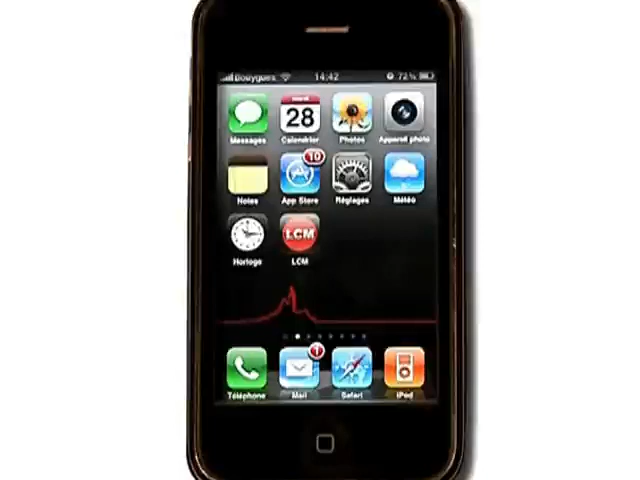 Bouygues 14:42 72%
mardi
28
Messages Calendrier Photos Appareil photo
10
Notes App Store Réglages Météo
LCM
Horloge LCM
1
Téléphone Mail Safari iPod